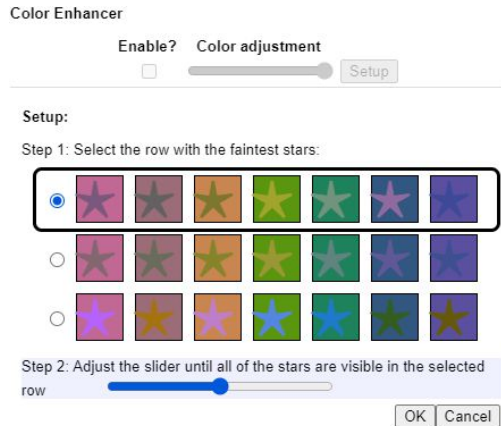 Color Enhancer
Enable? Color adjustment
Setup
Setup:
Step 1: Select the row with the faintest stars:
Step 2: Adjust the slider until all of the stars are visible in the selected
row
OK Cancel